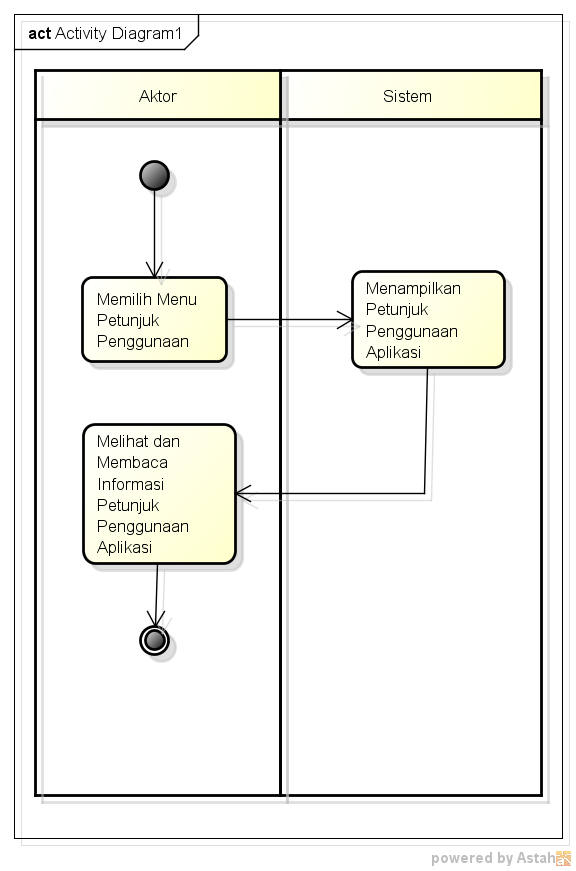 act Activity Diagram1
Aktor
Sistem
Memilih Menu
Petunjuk
Penggunaan
Menampilkan
Petunjuk
Penggunaan
Aplikasi
Melihat dan
Membaca
Informasi
Petunjuk
Penggunaan
Aplikasi
powered by Astah